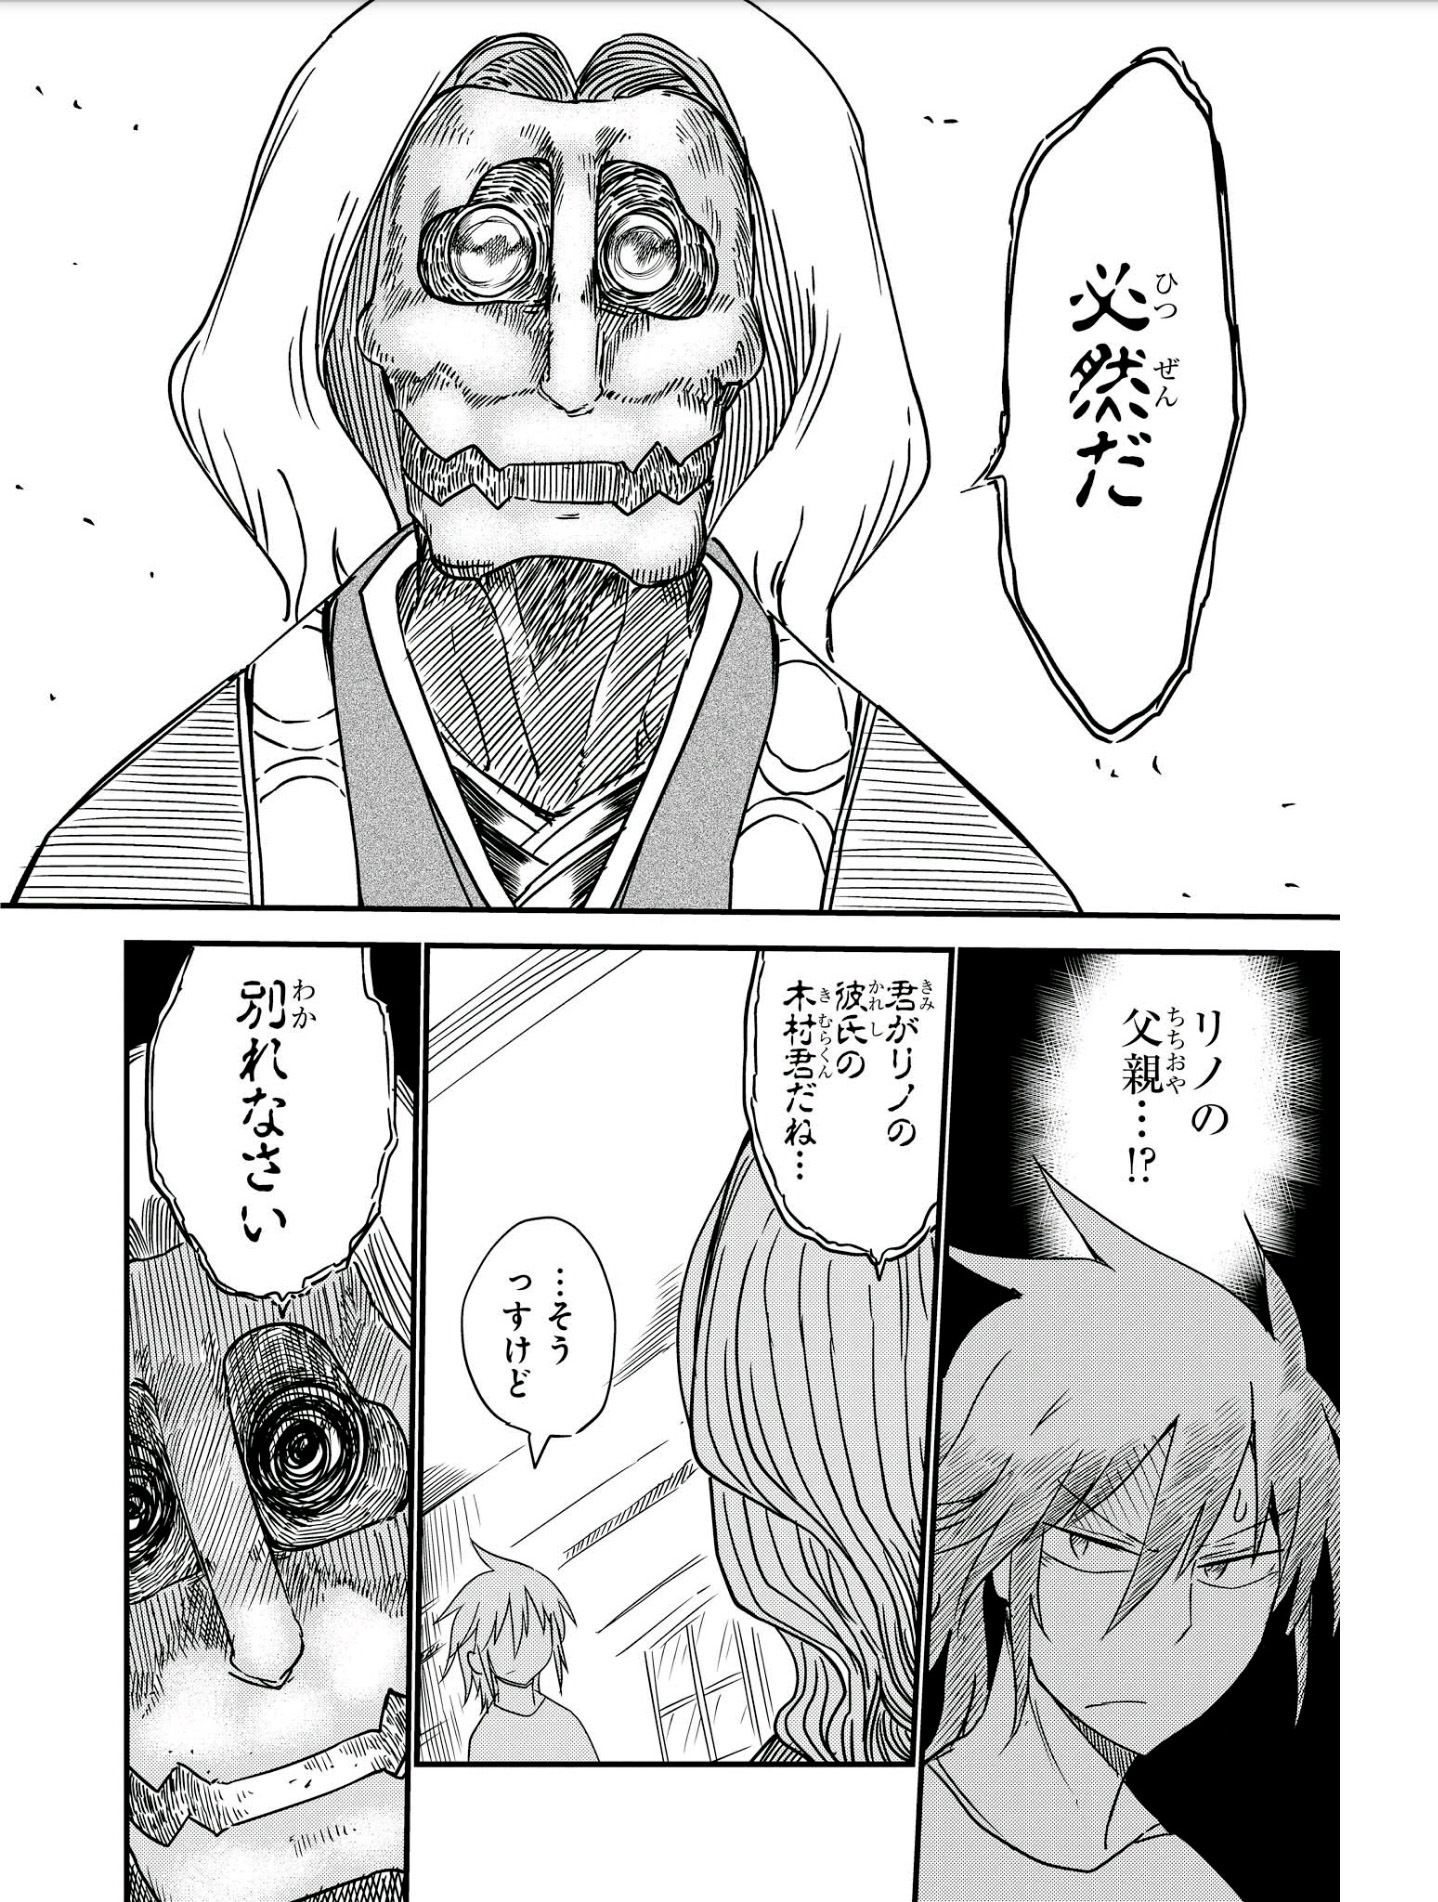 必然だ
リノの
父親…!?
君がリノの
彼氏の
木村君だね…
…そう
っすけど
別れなさい